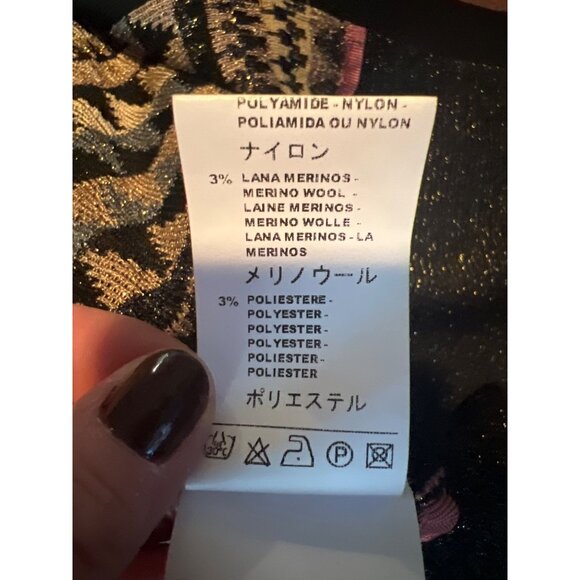 POLYAMIDE - NYLON -
POLIAMIDA OU NYLON
ナイロン
3% LANA MERINOS -
MERINO WOOL -
LAINE MERINOS -
MERINO WOLLE -
LANA MERINOS - LA
MERINOS
メリノウール
3% POLIESTERE -
POLYESTER -
POLYESTER -
POLYESTER -
POLIESTER -
POLIESTER
ポリエステル
30°C P